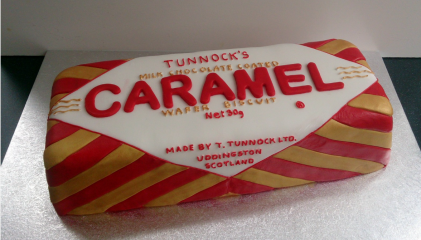 TUNNOCK'S
MILK CHOCOLATE COATED
CARAMEL
WAFER BISCUIT
Net 30g
MADE BY T. TUNNOCK LTD.
UDDINGSTON
SCOTLAND